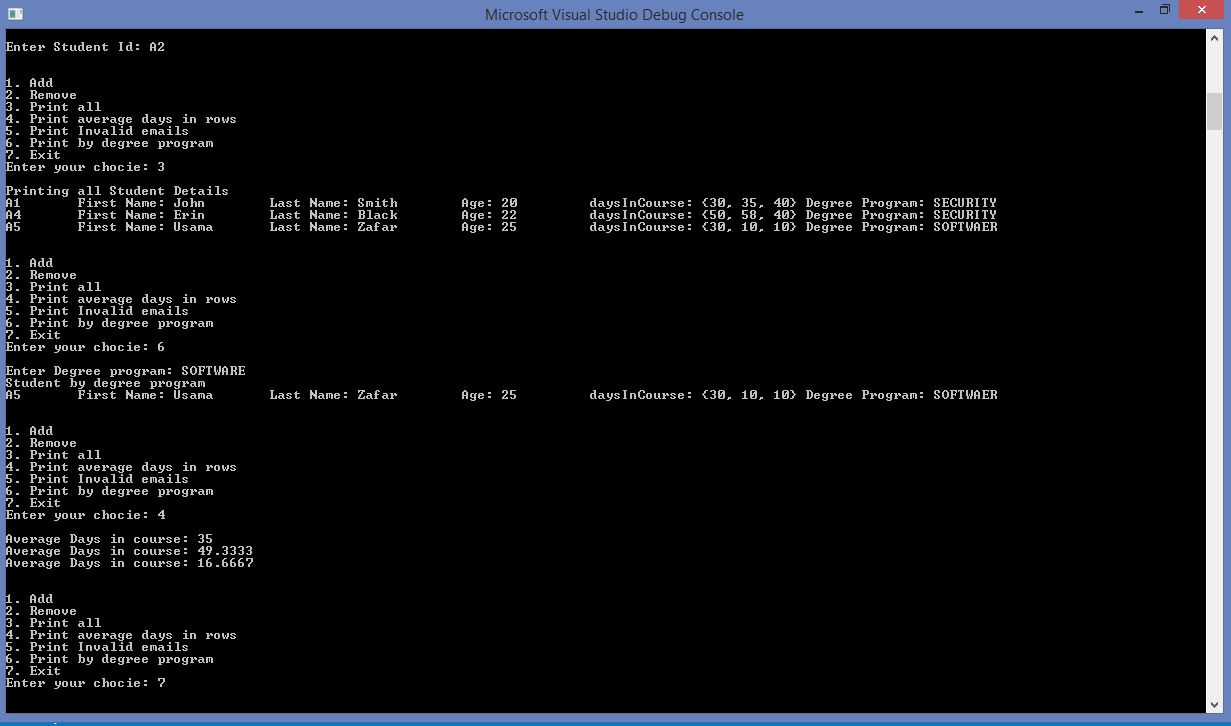 Microsoft Visual Studio Debug Console
Enter Student Id: A2
1. Add
2. Remove
3. Print all
4. Print average days in rows
5. Print Invalid emails
6. Print by degree program
7. Exit
Enter your chocie: 3
Printing all Student Details
A1 First Name: John Last Name: Smith Age: 20 daysInCourse: {30, 35, 40} Degree Program: SECURITY
A4 First Name: Erin Last Name: Black Age: 22 daysInCourse: {50, 58, 40} Degree Program: SECURITY
A5 First Name: Usama Last Name: Zafar Age: 25 daysInCourse: {30, 10, 10} Degree Program: SOFTWAER
1. Add
2. Remove
3. Print all
4. Print average days in rows
5. Print Invalid emails
6. Print by degree program
7. Exit
Enter your chocie: 6
Enter Degree program: SOFTWARE
Student by degree program
A5 First Name: Usama Last Name: Zafar Age: 25 daysInCourse: {30, 10, 10} Degree Program: SOFTWAER
1. Add
2. Remove
3. Print all
4. Print average days in rows
5. Print Invalid emails
6. Print by degree program
7. Exit
Enter your chocie: 4
Average Days in course: 35
Average Days in course: 49.3333
Average Days in course: 16.6667
1. Add
2. Remove
3. Print all
4. Print average days in rows
5. Print Invalid emails
6. Print by degree program
7. Exit
Enter your chocie: 7